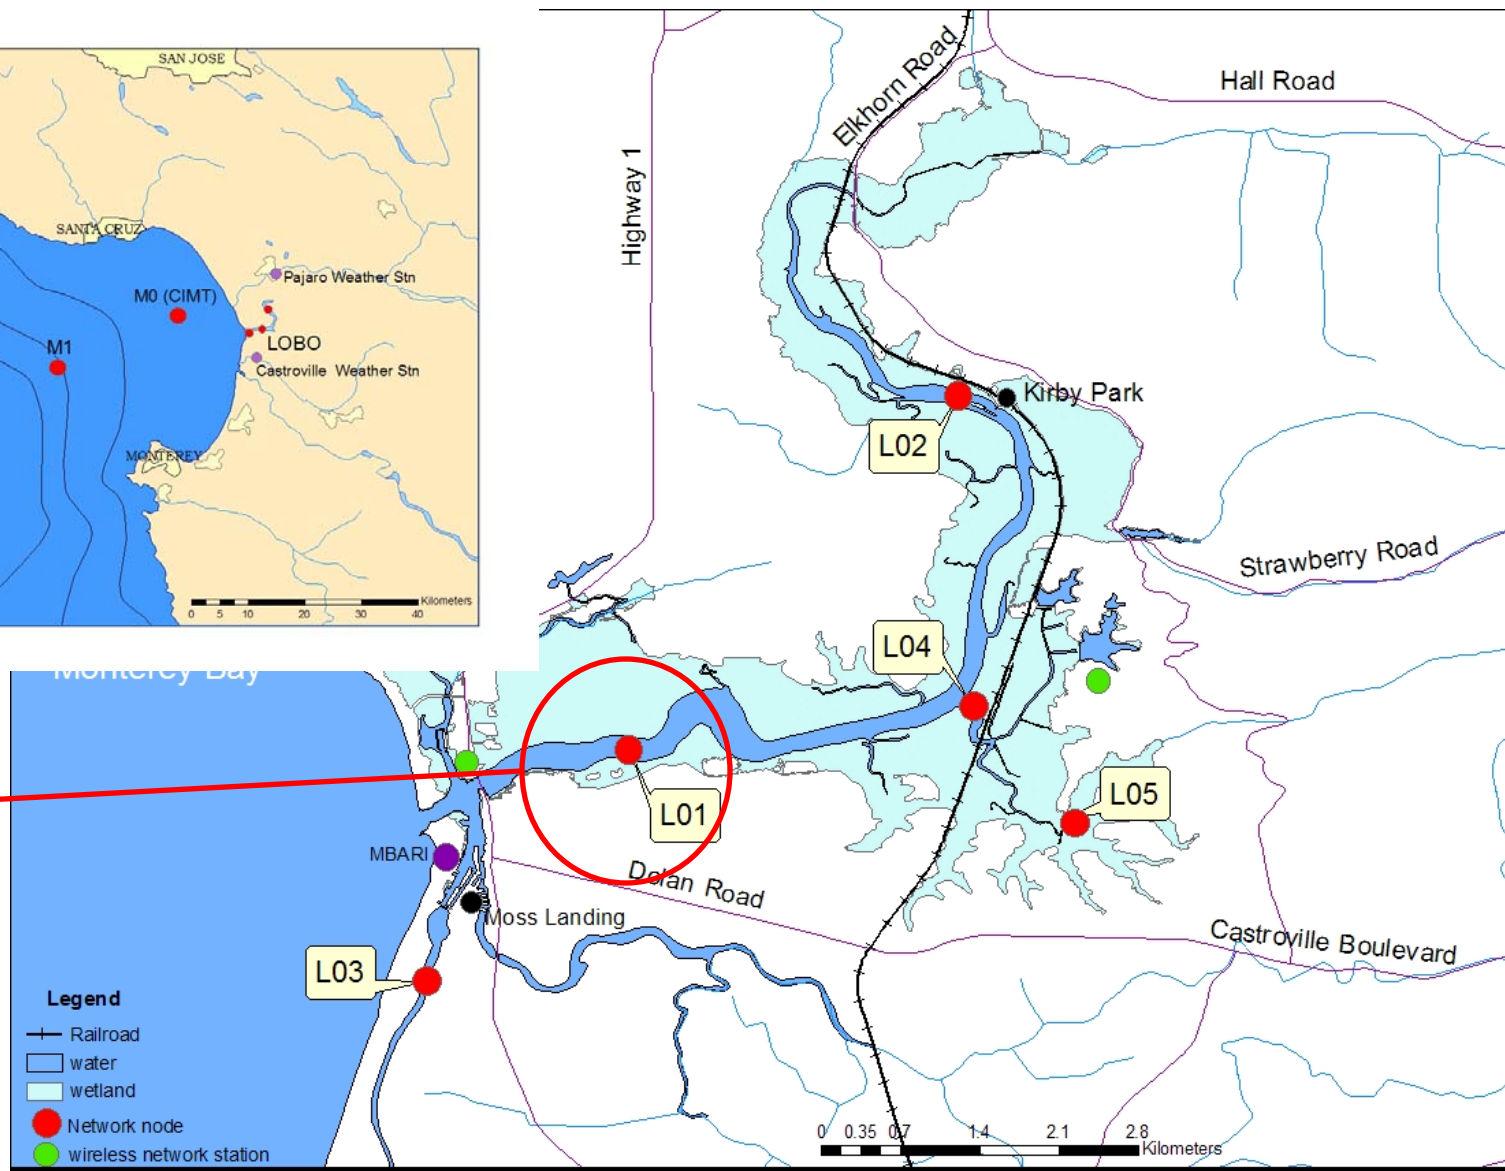 SAN JOSE
SANTA CRUZ
Pajaro Weather Stn
M0 (CIMT)
LOBO
M1
Castroville Weather Stn
MONTEREY
Kilometers
0 5 10 20 30 40
Elkhorn Road
Hall Road
Highway 1
Kirby Park
L02
Strawberry Road
L04
Monterey Bay
L05
L01
MBARI
Dolan Road
Moss Landing
Castroville Boulevard
L03
Legend
Railroad
water
wetland
Network node
wireless network station
0 0.35 0.7 1.4 2.1 2.8
Kilometers